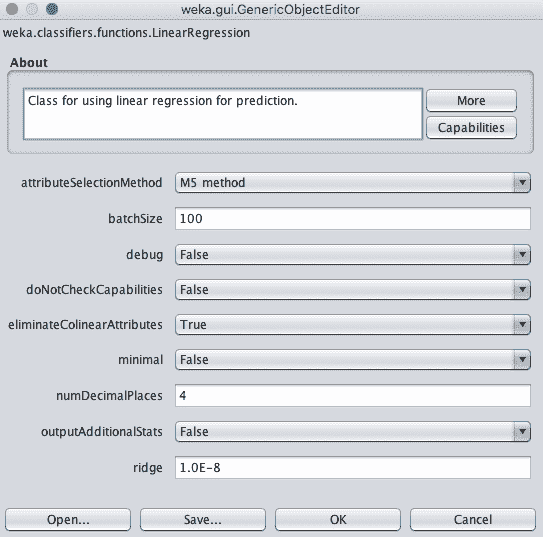 weka.gui.GenericObjectEditor
weka.classifiers.functions.LinearRegression
About
Class for using linear regression for prediction.
More
Capabilities
attributeSelectionMethod M5 method
batchSize 100
debug False
doNotCheckCapabilities False
eliminateColinearAttributes True
minimal False
numDecimalPlaces 4
outputAdditionalStats False
ridge 1.0E-8
Open... Save... OK Cancel